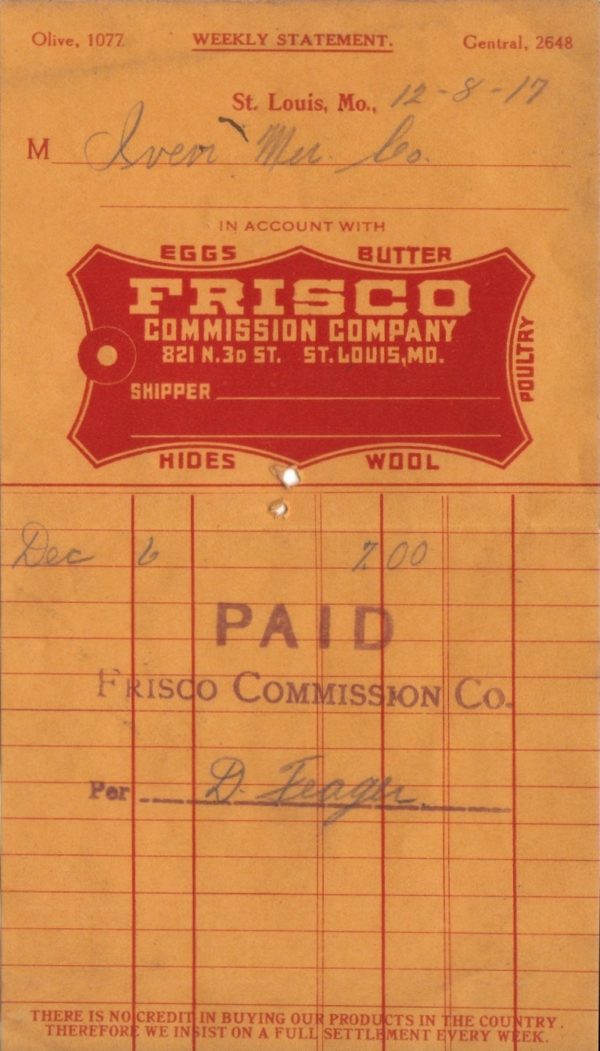 Olive, 1077
WEEKLY STATEMENT.
Central, 2648
St. Louis, Mo., 12-8-17
M Mer. Co.
IN ACCOUNT WITH
EGGS BUTTER
FRISCO
COMMISSION COMPANY
821 N. 3D ST. ST. LOUIS, MO.
POULTRY
SHIPPER
HIDES WOOL
Dec 6 7.00
PAID
FRISCO COMMISSION CO.
Per D. Feager
THERE IS NO CREDIT IN BUYING OUR PRODUCTS IN THE COUNTRY
THEREFORE WE INSIST ON A FULL SETTLEMENT EVERY WEEK.